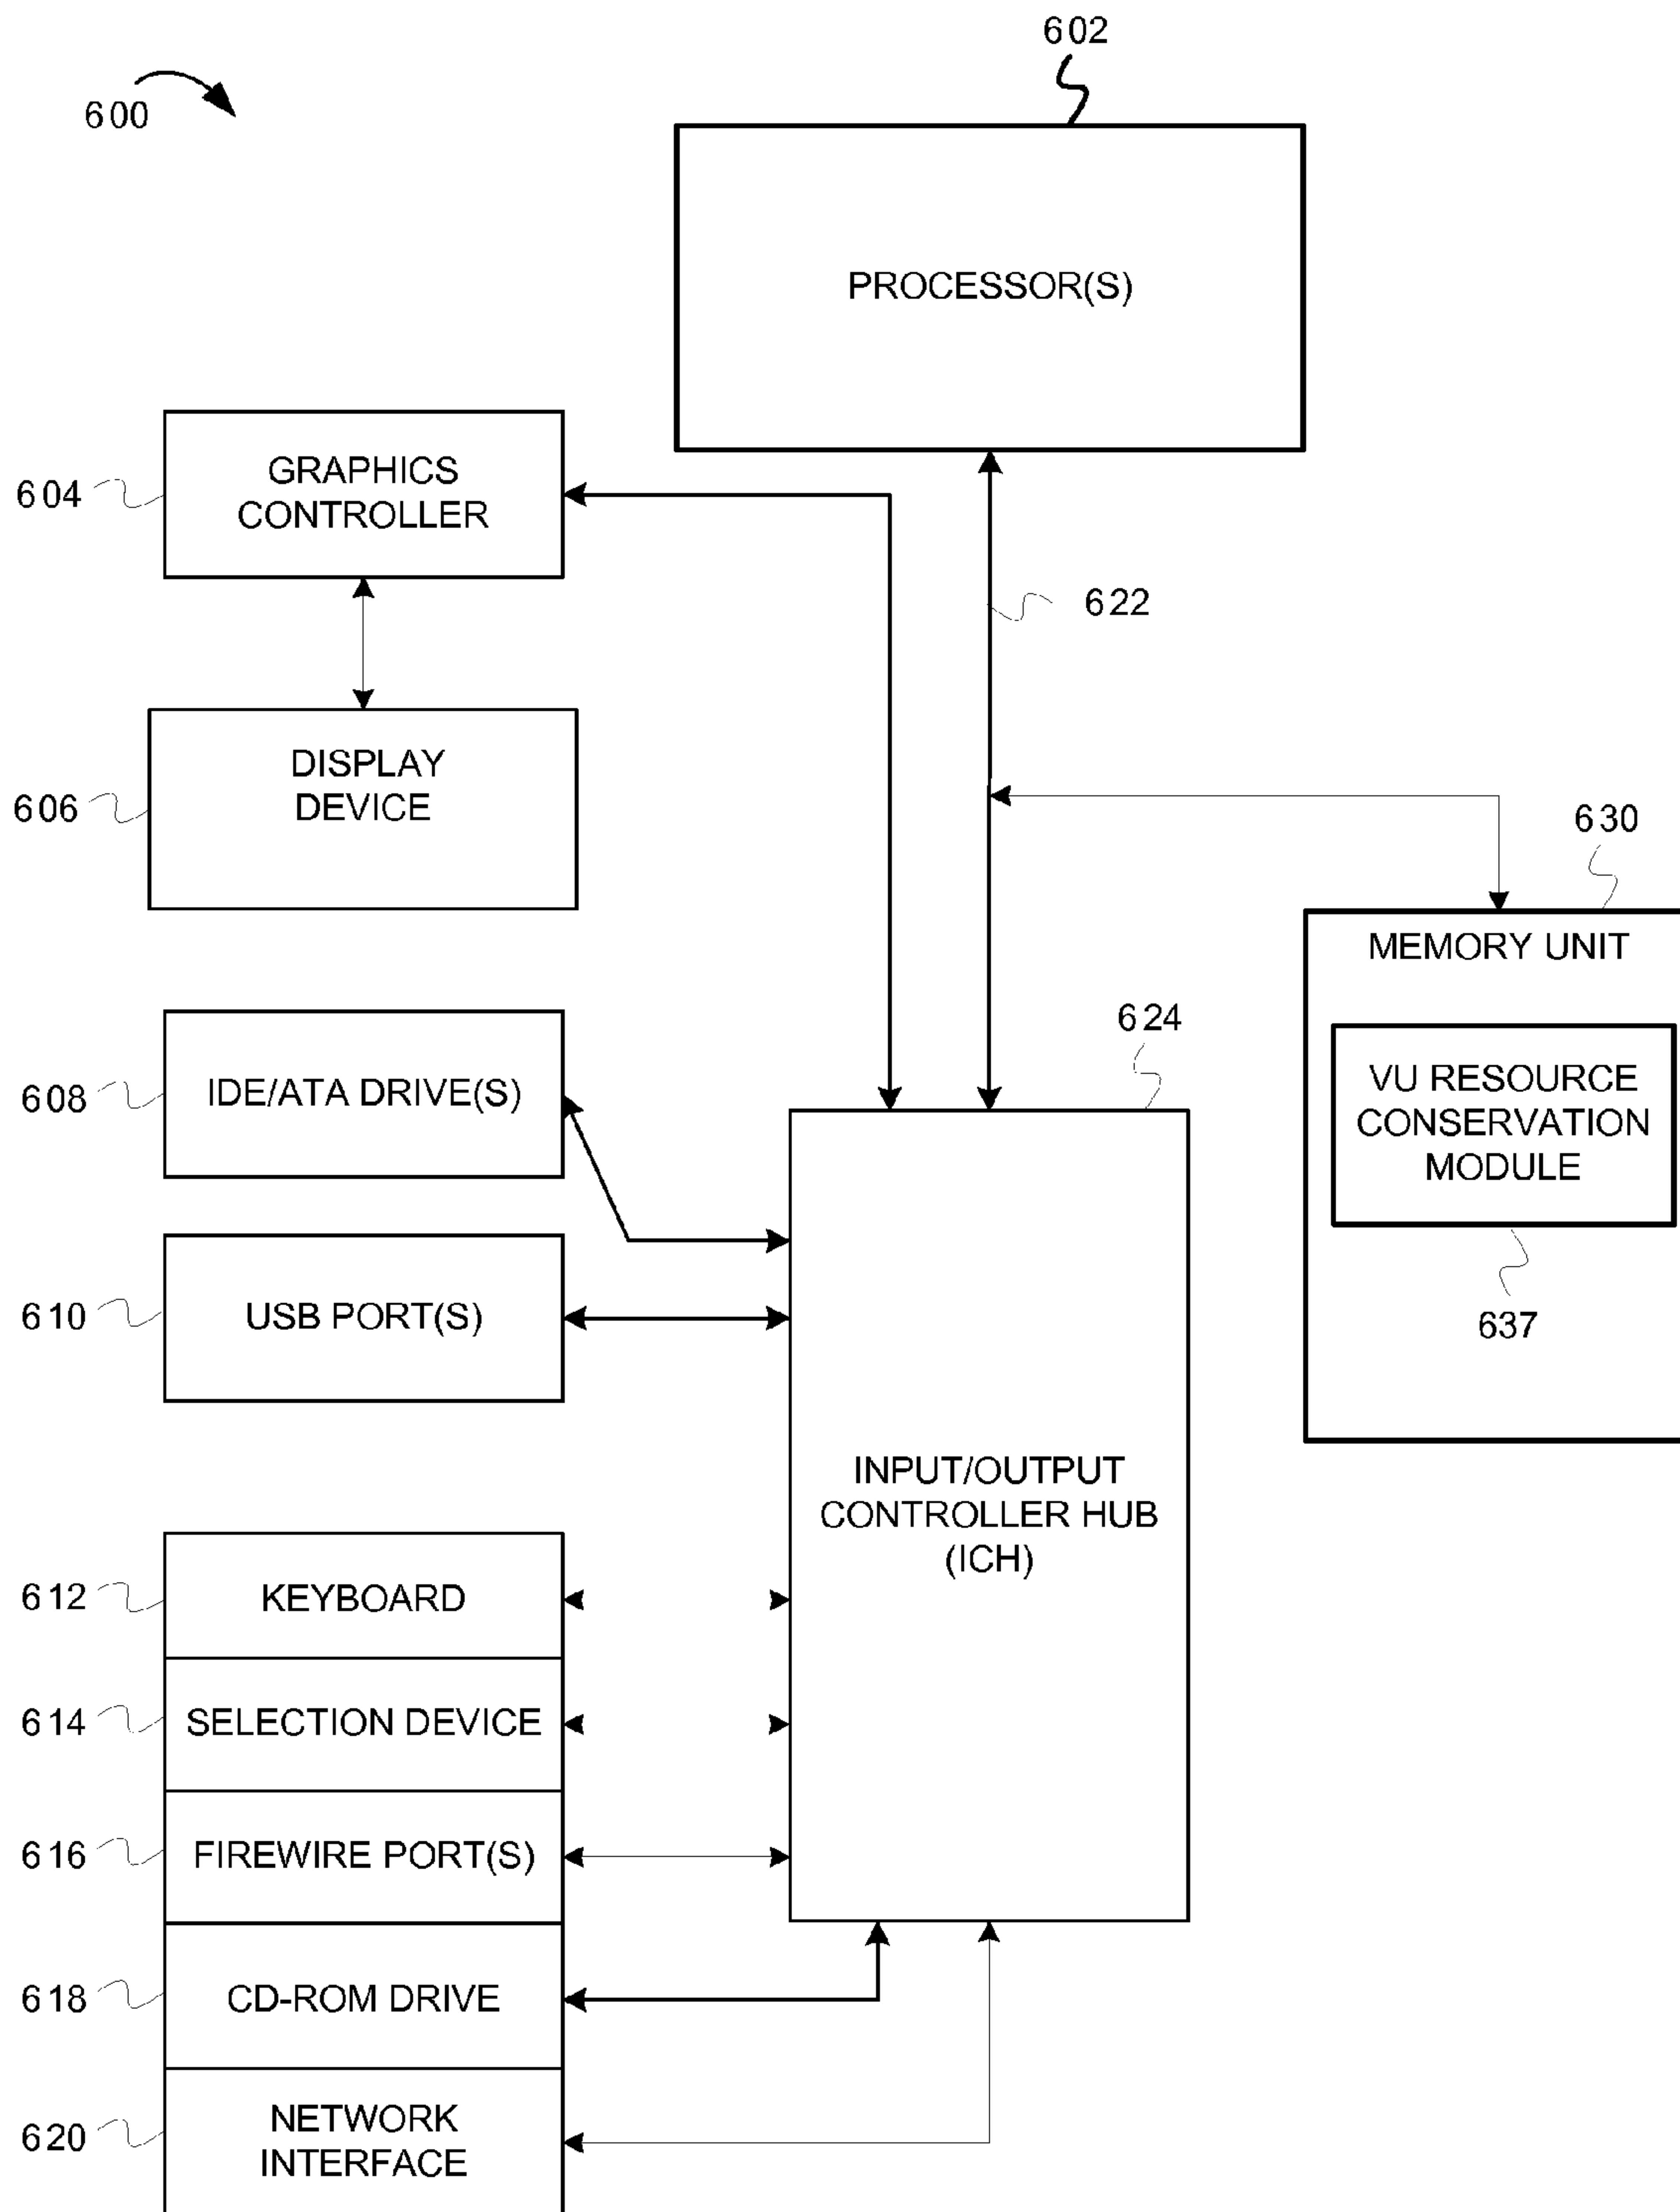 602
600
PROCESSOR(S)
604
GRAPHICS
CONTROLLER
622
606
DISPLAY
DEVICE
630
MEMORY UNIT
624
608
IDE/ATA DRIVE(S)
VU RESOURCE
CONSERVATION
MODULE
610
USB PORT(S)
637
INPUT/OUTPUT
CONTROLLER HUB
(ICH)
612
KEYBOARD
614
SELECTION DEVICE
616
FIREWIRE PORT(S)
618
CD-ROM DRIVE
620
NETWORK
INTERFACE